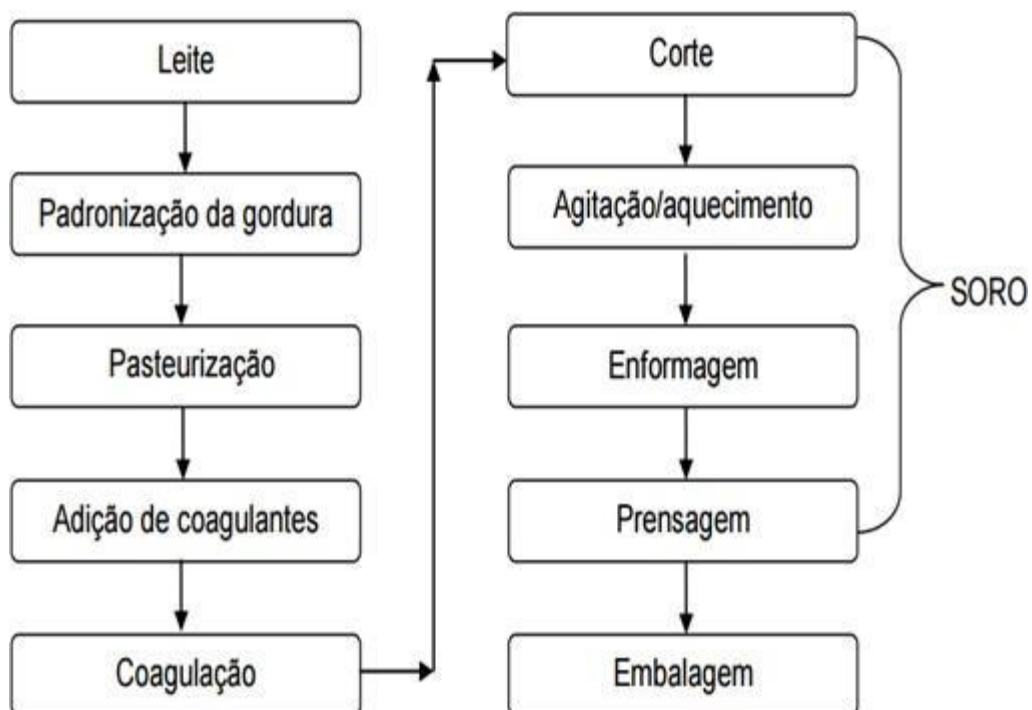 Leite
Padronização da gordura
Pasteurização
Adição de coagulantes
Coagulação
Corte
Agitação/aquecimento
Enformagem
Prensagem
Embalagem
SORO